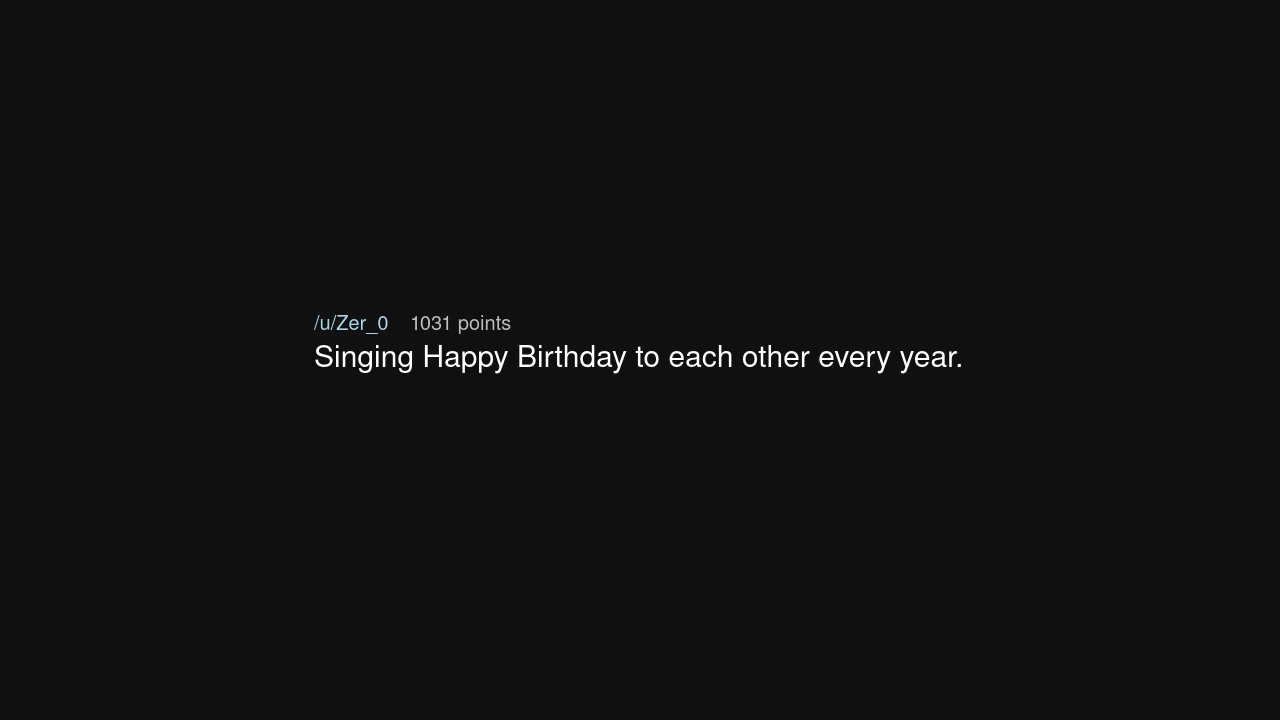 /u/Zer_0 1031 points
Singing Happy Birthday to each other every year.